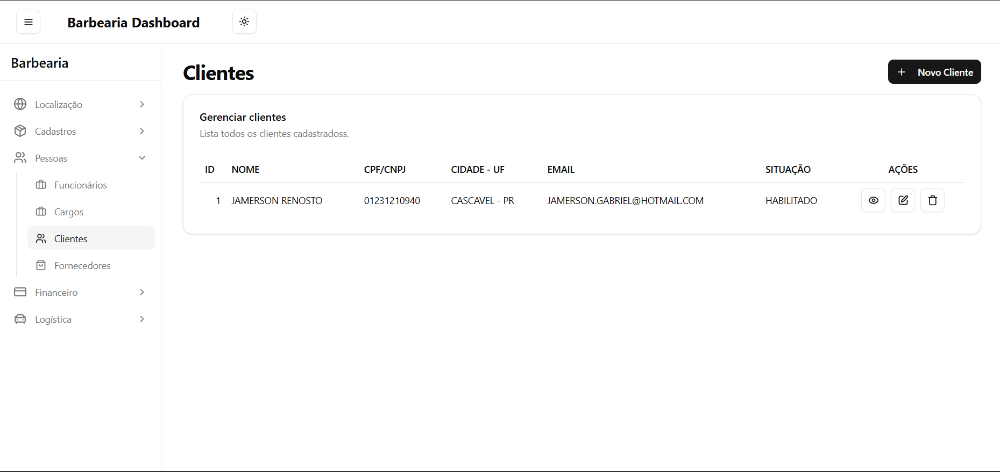 Barbearia Dashboard
Barbearia
Localização
Cadastros
Pessoas
Funcionários
Cargos
Clientes
Fornecedores
Financeiro
Logística
Clientes
Novo Cliente
Gerenciar clientes
Lista todos os clientes cadastradoss.
ID NOME CPF/CNPJ CIDADE - UF EMAIL SITUAÇÃO AÇÕES
1 JAMERSON RENOSTO 01231210940 CASCAVEL - PR JAMERSON.GABRIEL@HOTMAIL.COM HABILITADO